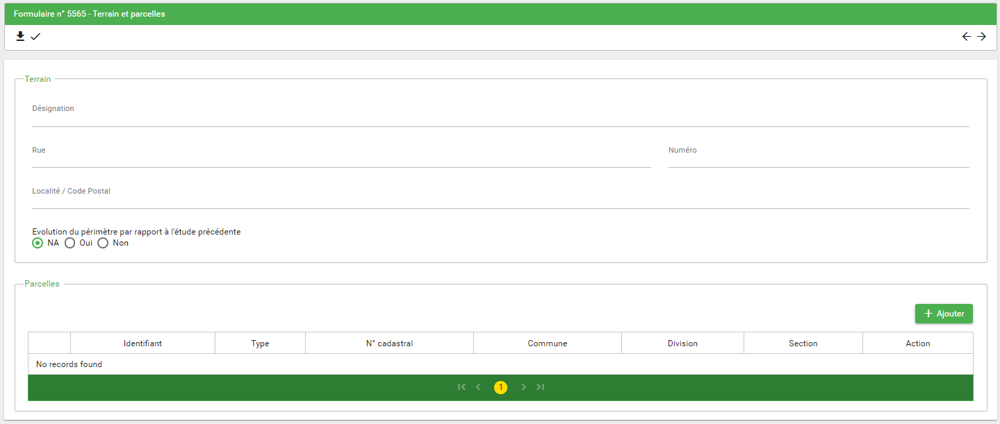 Formulaire n° 5565 - Terrain et parcelles
Terrain
Désignation
Rue Numéro
Localité / Code Postal
Evolution du périmètre par rapport à l'étude précédente
NA Oui Non
Parcelles
+ Ajouter
Identifiant Type N° cadastral Commune Division Section Action
No records found
1